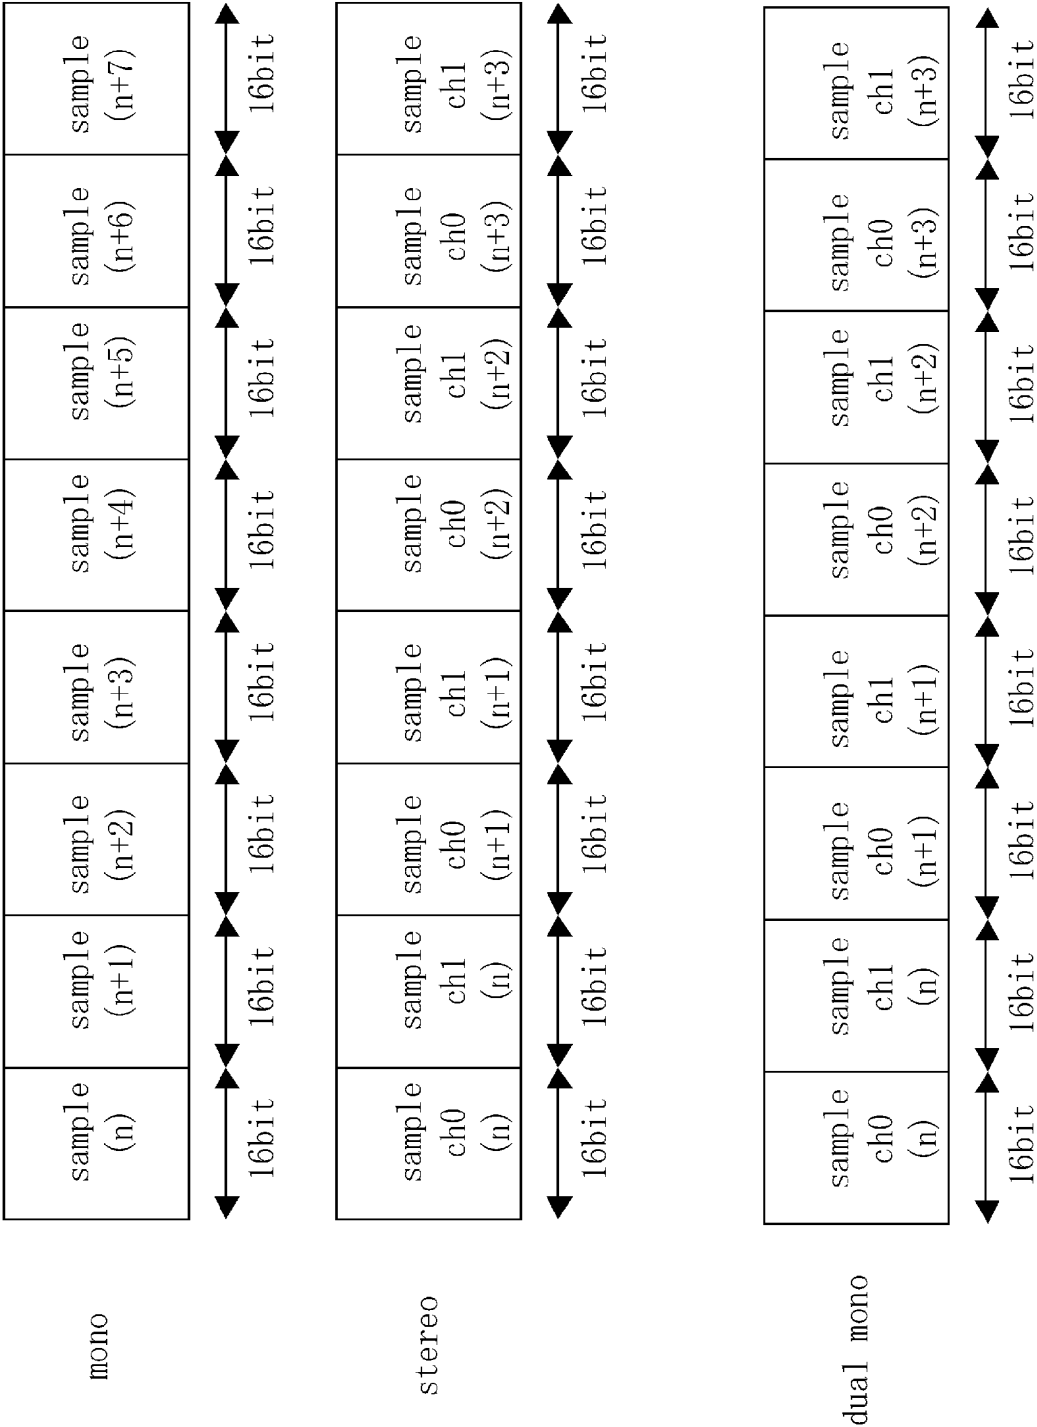 mono
sample
(n)
sample
(n+1)
sample
(n+2)
sample
(n+3)
sample
(n+4)
sample
(n+5)
sample
(n+6)
sample
(n+7)
16bit
16bit
16bit
16bit
16bit
16bit
16bit
16bit
stereo
sample
ch0
(n)
sample
ch1
(n)
sample
ch0
(n+1)
sample
ch1
(n+1)
sample
ch0
(n+2)
sample
ch1
(n+2)
sample
ch0
(n+3)
sample
ch1
(n+3)
16bit
16bit
16bit
16bit
16bit
16bit
16bit
16bit
dual mono
sample
ch0
(n)
sample
ch1
(n)
sample
ch0
(n+1)
sample
ch1
(n+1)
sample
ch0
(n+2)
sample
ch1
(n+2)
sample
ch0
(n+3)
sample
ch1
(n+3)
16bit
16bit
16bit
16bit
16bit
16bit
16bit
16bit